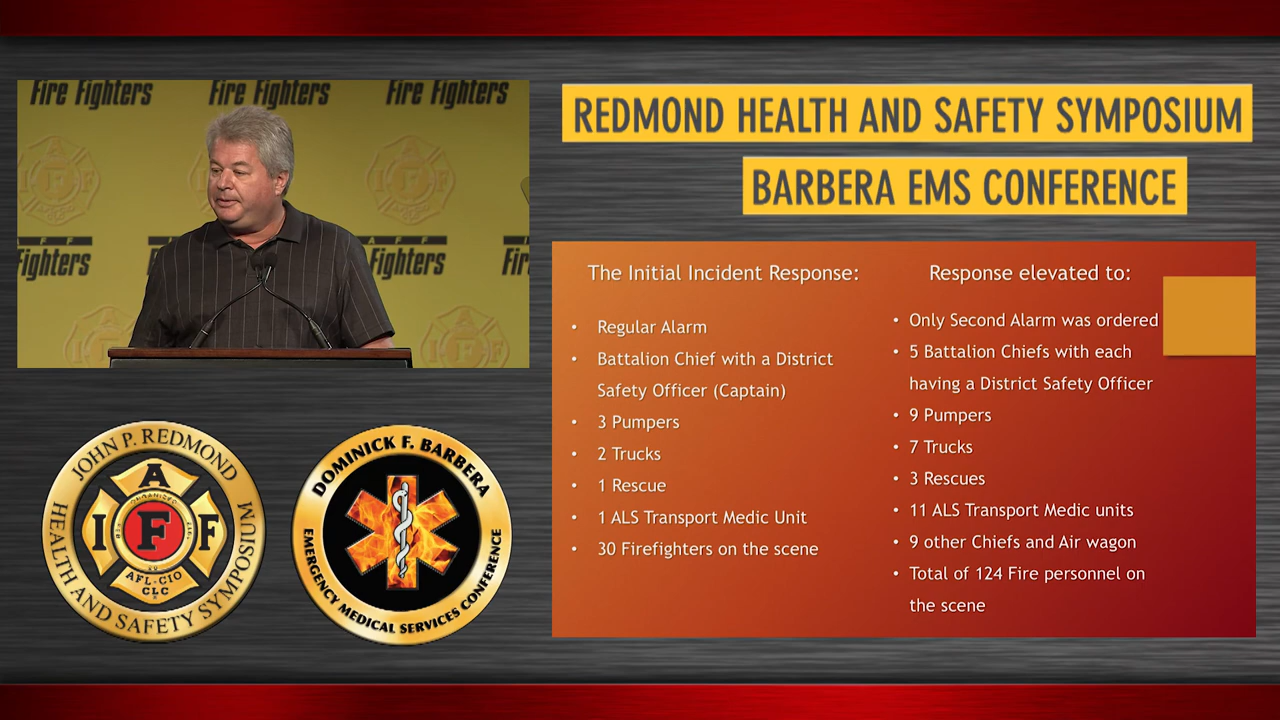 Fire Fighters Fire Fighters Fire Fighters
IAFF IAFF
A F F A F F
Fighters Fighters Fir
IAFF
REDMOND HEALTH AND SAFETY SYMPOSIUM
BARBERA EMS CONFERENCE
The Initial Incident Response:
• Regular Alarm
• Battalion Chief with a District
Safety Officer (Captain)
• 3 Pumpers
• 2 Trucks
• 1 Rescue
• 1 ALS Transport Medic Unit
• 30 Firefighters on the scene
Response elevated to:
• Only Second Alarm was ordered
• 5 Battalion Chiefs with each
having a District Safety Officer
• 9 Pumpers
• 7 Trucks
• 3 Rescues
• 11 ALS Transport Medic units
• 9 other Chiefs and Air wagon
• Total of 124 Fire personnel on
the scene
JOHN P. REDMOND
HEALTH AND SAFETY SYMPOSIUM
ORGANIZED
A
I F F
AFL-CIO
CLC
DOMINICK F. BARBERA
EMERGENCY MEDICAL SERVICES CONFERENCE